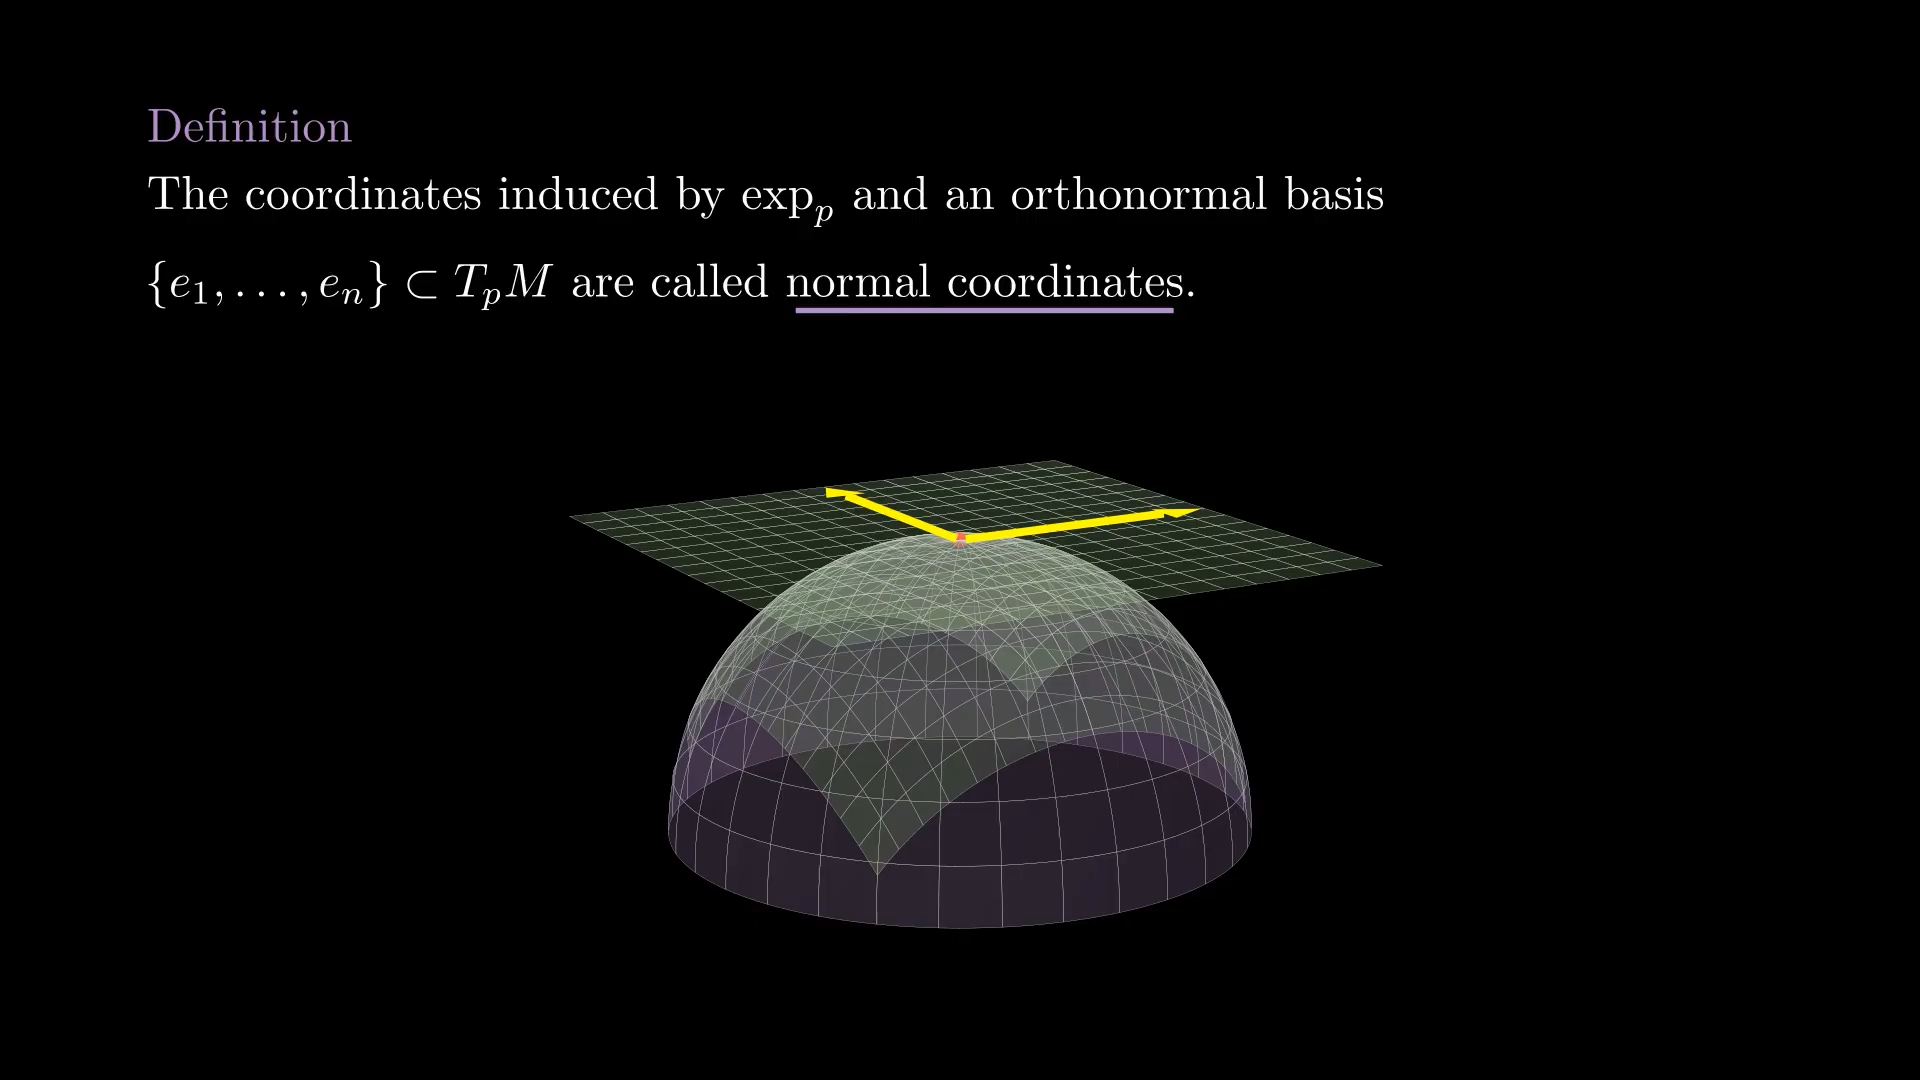 Definition
The coordinates induced by exp_p and an orthonormal basis
{e_1, . . . , e_n} ⊂ T_pM are called normal coordinates.